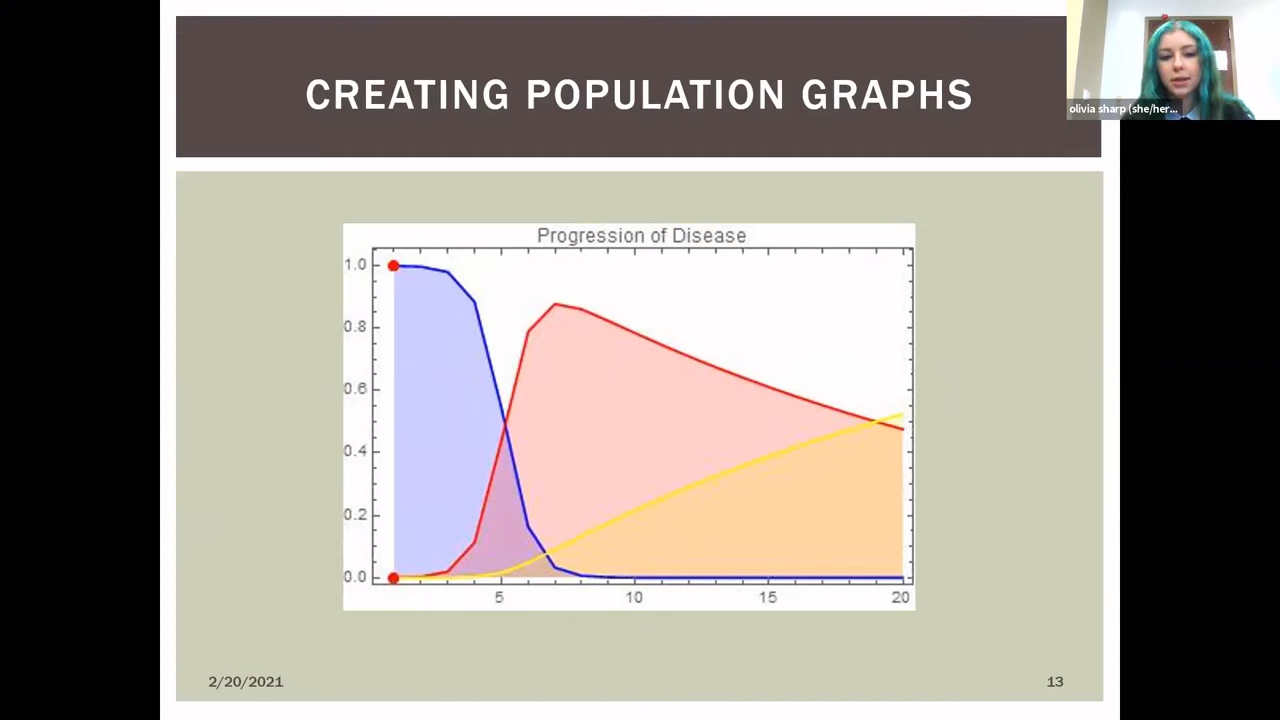 CREATING POPULATION GRAPHS
olivia sharp (she/her...
Progression of Disease
1.0
0.8
0.6
0.4
0.2
0.0
5 10 15 20
2/20/2021
13